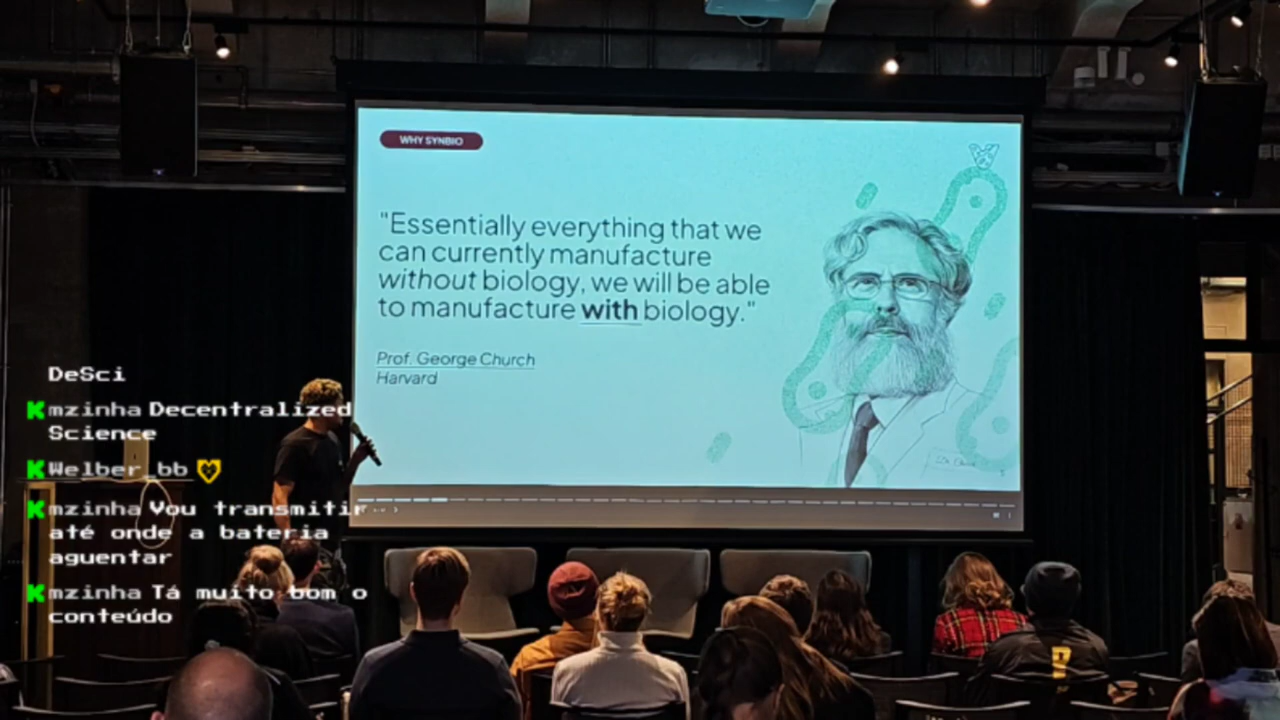 WHY SYNBIO
"Essentially everything that we
can currently manufacture
without biology, we will be able
to manufacture with biology."
Prof. George Church
Harvard
DeSci
mzinha Decentralized
Science
Welber_bb
mzinha Vou transmitir
até onde a bateria
aguentar
mzinha Tá muito bom o
conteúdo